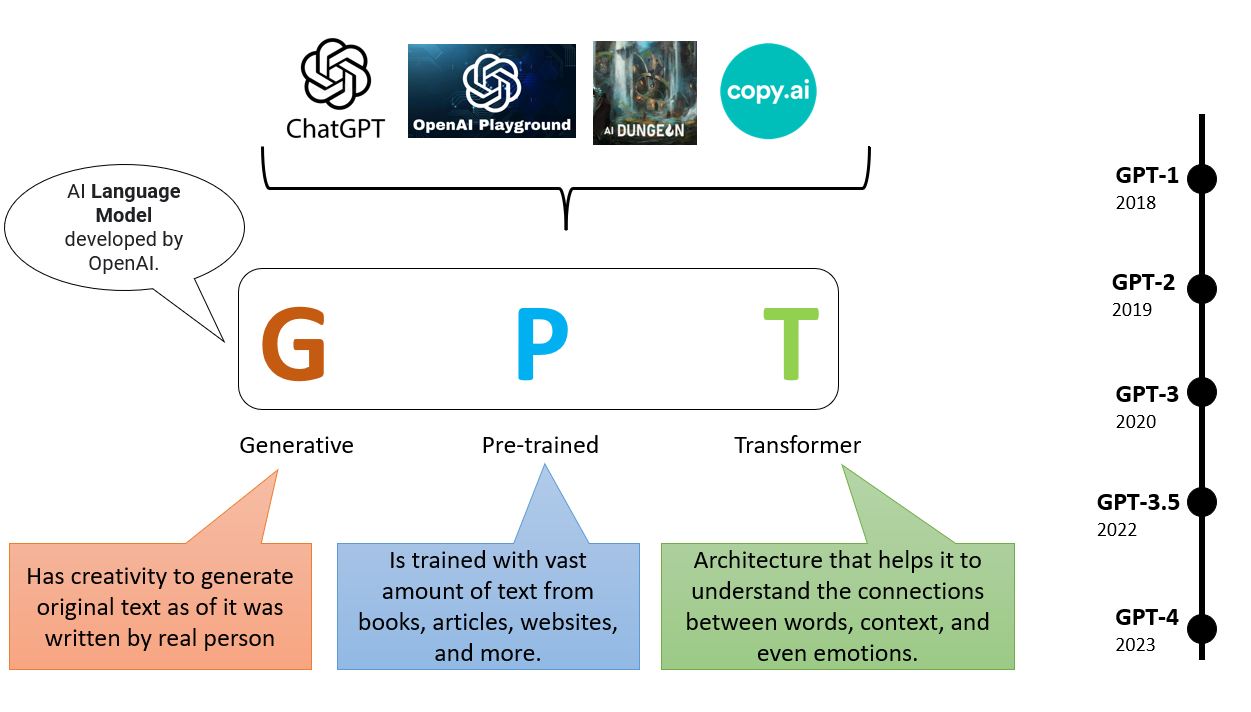 ChatGPT
OpenAI Playground
AI DUNGEON
copy.ai
AI Language
Model
developed by
OpenAI.
G P T
Generative
Pre-trained
Transformer
Has creativity to generate
original text as of it was
written by real person
Is trained with vast
amount of text from
books, articles, websites,
and more.
Architecture that helps it to
understand the connections
between words, context, and
even emotions.
GPT-1
2018
GPT-2
2019
GPT-3
2020
GPT-3.5
2022
GPT-4
2023